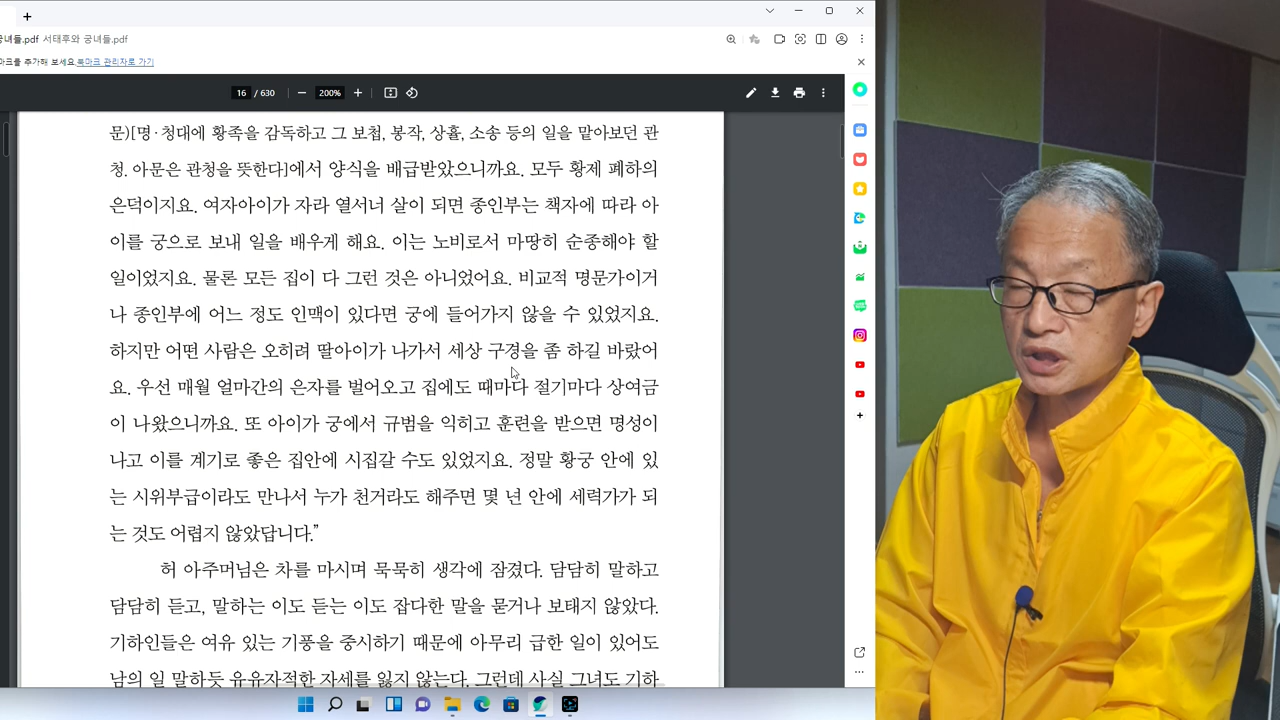 궁녀들.pdf 서태후와 궁녀들.pdf
마크를 추가해 보세요.북마크 관리자로 가기
16 / 630
200%
문)[명·청대에 황족을 감독하고 그 보첩, 봉작, 상휼, 소송 등의 일을 맡아보던 관
청. 아문은 관청을 뜻한다]에서 양식을 배급받았으니까요. 모두 황제 폐하의
은덕이지요. 여자아이가 자라 열서너 살이 되면 종인부는 책자에 따라 아
이를 궁으로 보내 일을 배우게 해요. 이는 노비로서 마땅히 순종해야 할
일이었지요. 물론 모든 집이 다 그런 것은 아니었어요. 비교적 명문가이거
나 종인부에 어느 정도 인맥이 있다면 궁에 들어가지 않을 수 있었지요.
하지만 어떤 사람은 오히려 딸아이가 나가서 세상 구경을 좀 하길 바랐어
요. 우선 매월 얼마간의 은자를 벌어오고 집에도 때마다 절기마다 상여금
이 나왔으니까요. 또 아이가 궁에서 규범을 익히고 훈련을 받으면 명성이
나고 이를 계기로 좋은 집안에 시집갈 수도 있었지요. 정말 황궁 안에 있
는 시위부급이라도 만나서 누가 천거라도 해주면 몇 년 안에 세력가가 되
는 것도 어렵지 않았답니다.”
허 아주머님은 차를 마시며 묵묵히 생각에 잠겼다. 담담히 말하고
담담히 듣고, 말하는 이도 듣는 이도 잡다한 말을 묻거나 보태지 않았다.
기하인들은 여유 있는 기풍을 중시하기 때문에 아무리 급한 일이 있어도
남의 일 말하듯 유유자적한 자세를 잃지 않는다. 그런데 사실 그녀도 기하